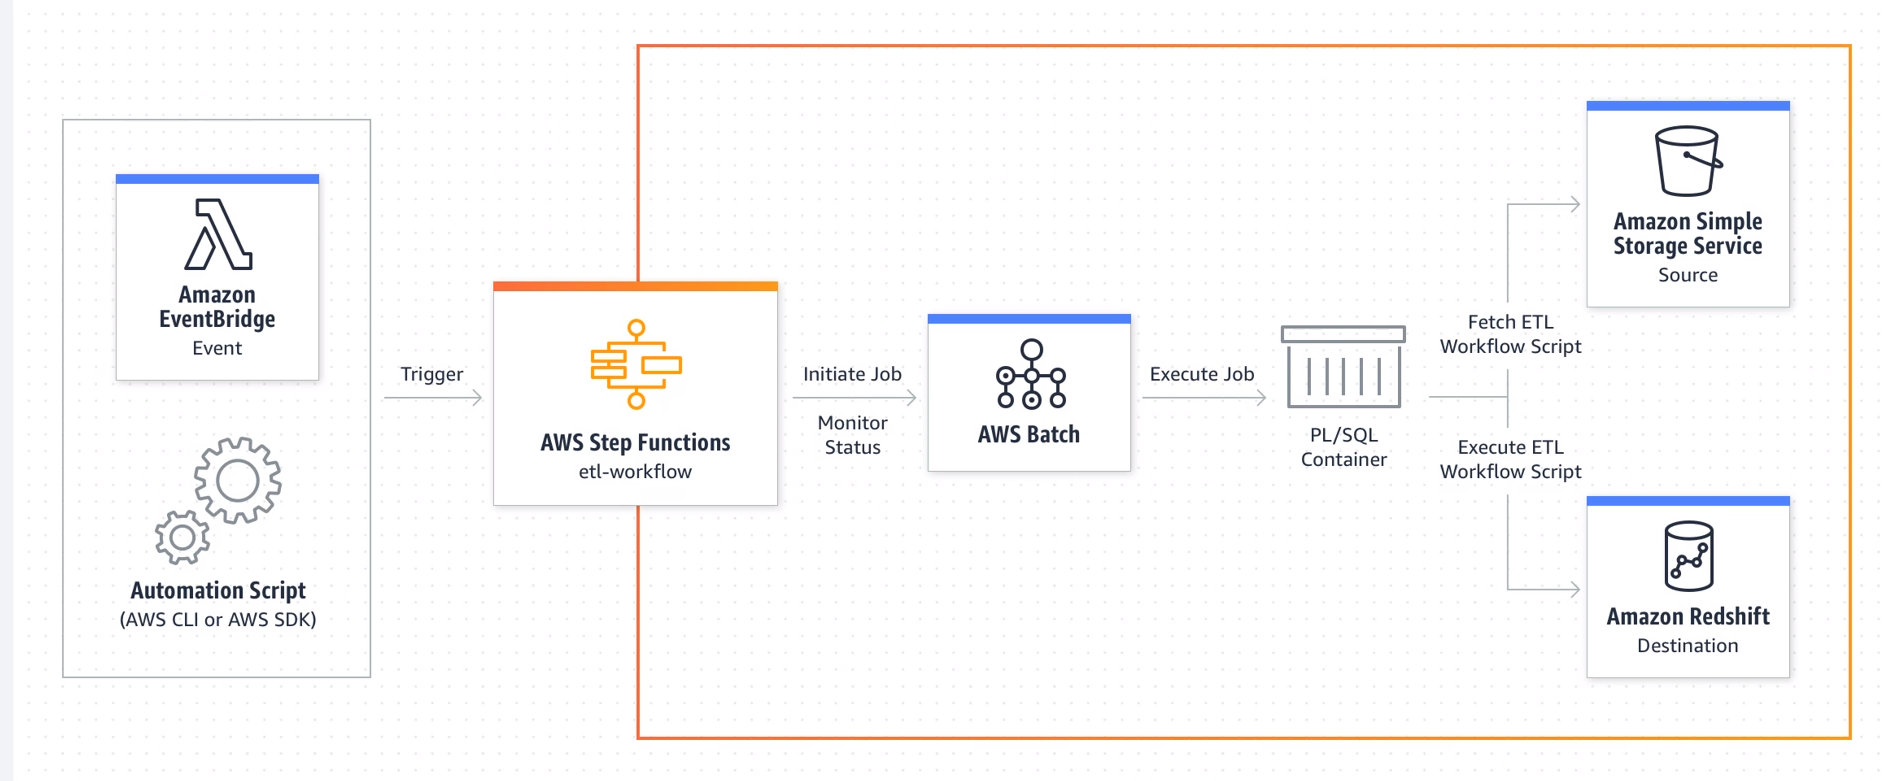 Amazon
EventBridge
Event
Automation Script
(AWS CLI or AWS SDK)
Trigger
AWS Step Functions
etl-workflow
Initiate Job
Monitor
Status
AWS Batch
Execute Job
PL/SQL
Container
Fetch ETL
Workflow Script
Execute ETL
Workflow Script
Amazon Simple
Storage Service
Source
Amazon Redshift
Destination